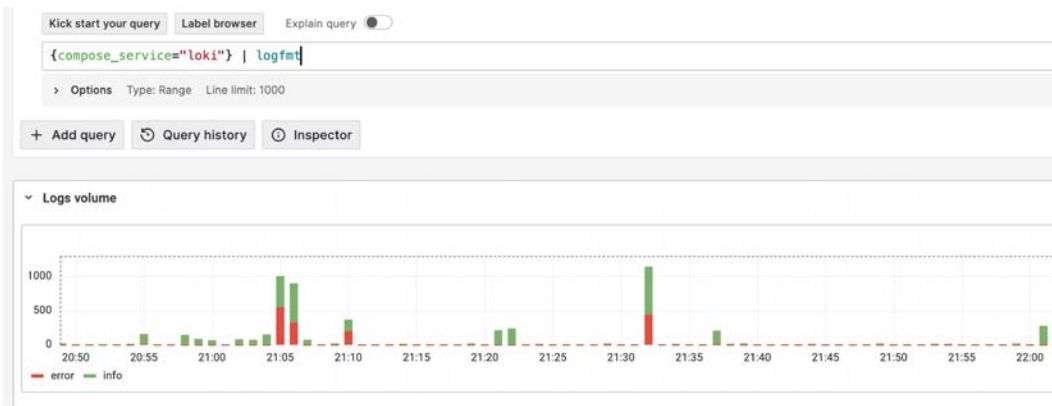 Kick start your query Label browser Explain query
{compose_service="loki"} | logfmt
> Options Type: Range Line limit: 1000
+ Add query Query history Inspector
Logs volume
1000
500
0
20:50 20:55 21:00 21:05 21:10 21:15 21:20 21:25 21:30 21:35 21:40 21:45 21:50 21:55 22:00
error info